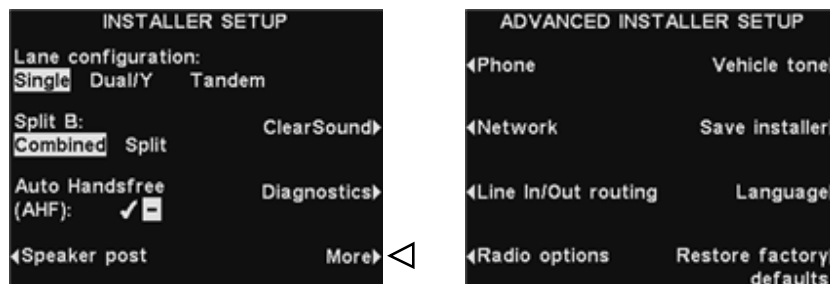 INSTALLER SETUP
Lane configuration:
Single Dual/Y Tandem
Split B:
Combined Split
ClearSound
Auto Handsfree
(AHF): ✓ -
Diagnostics
Speaker post
More
ADVANCED INSTALLER SETUP
Phone
Vehicle tone
Network
Save installer
Line In/Out routing
Language
Radio options
Restore factory
defaults